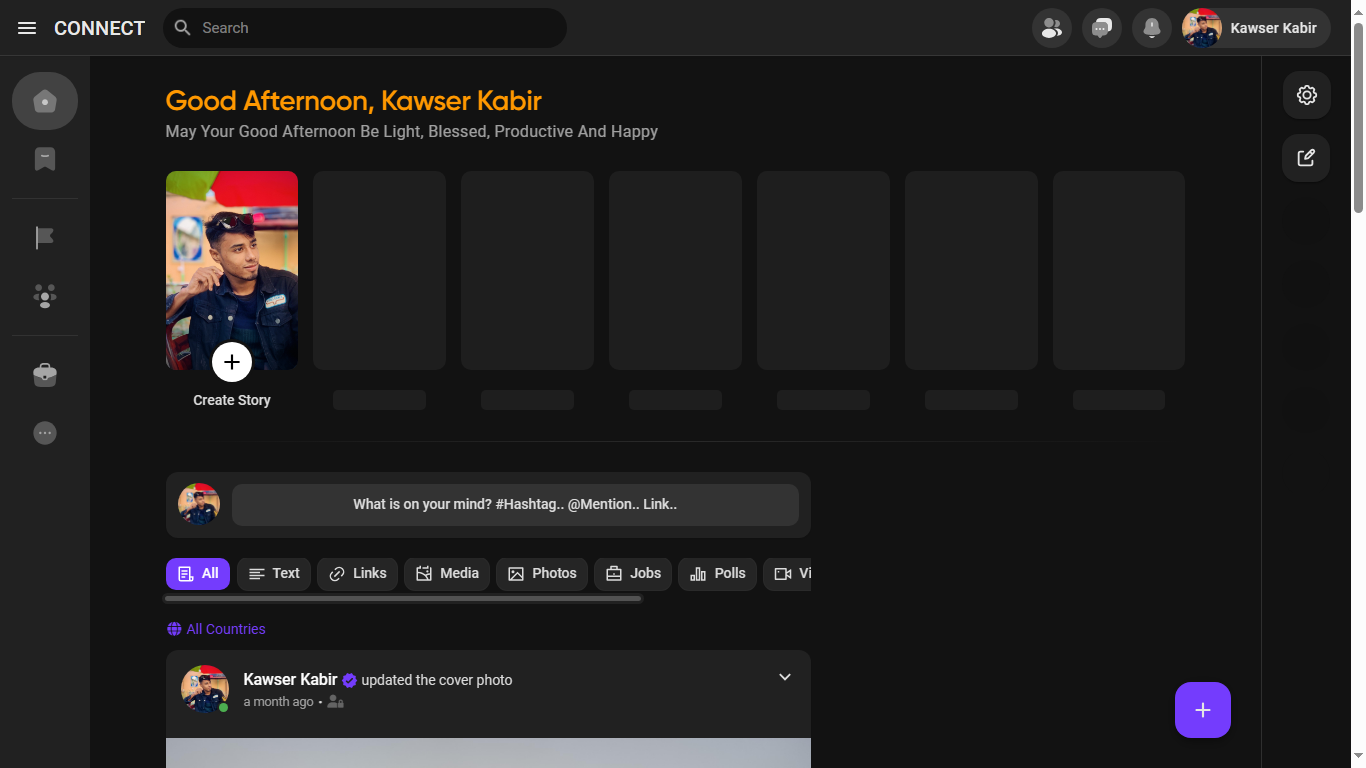 CONNECT
Search
Kawser Kabir
Good Afternoon, Kawser Kabir
May Your Good Afternoon Be Light, Blessed, Productive And Happy
Create Story
What is on your mind? #Hashtag.. @Mention.. Link..
All Text Links Media Photos Jobs Polls Vi
All Countries
Kawser Kabir updated the cover photo
a month ago •